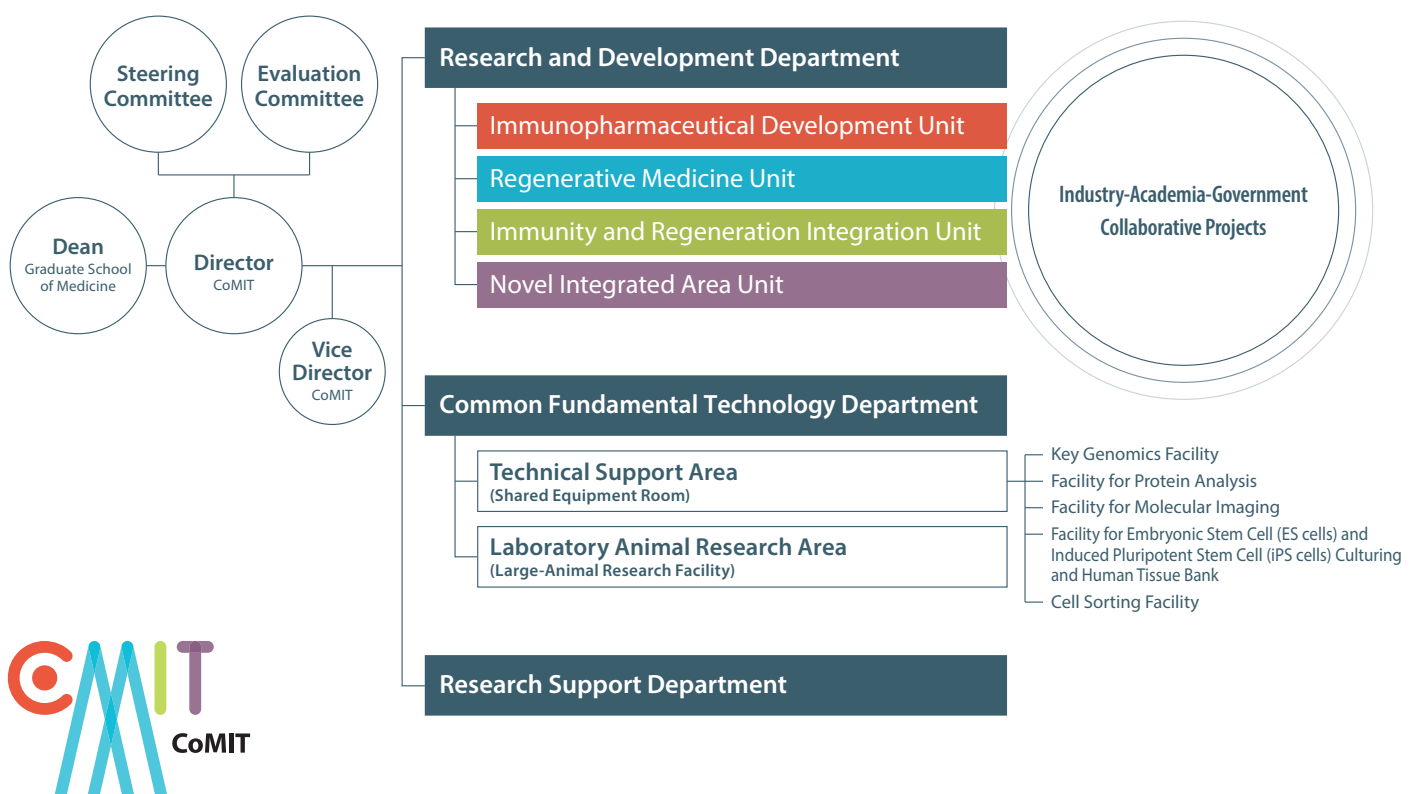 Steering
Committee
Evaluation
Committee
Dean
Graduate School
of Medicine
Director
CoMIT
Vice
Director
CoMIT
Research and Development Department
Immunopharmaceutical Development Unit
Regenerative Medicine Unit
Immunity and Regeneration Integration Unit
Novel Integrated Area Unit
Industry-Academia-Government
Collaborative Projects
Common Fundamental Technology Department
Technical Support Area
(Shared Equipment Room)
Laboratory Animal Research Area
(Large-Animal Research Facility)
Key Genomics Facility
Facility for Protein Analysis
Facility for Molecular Imaging
Facility for Embryonic Stem Cell (ES cells) and
Induced Pluripotent Stem Cell (iPS cells) Culturing
and Human Tissue Bank
Cell Sorting Facility
Research Support Department
CMIT
CoMIT